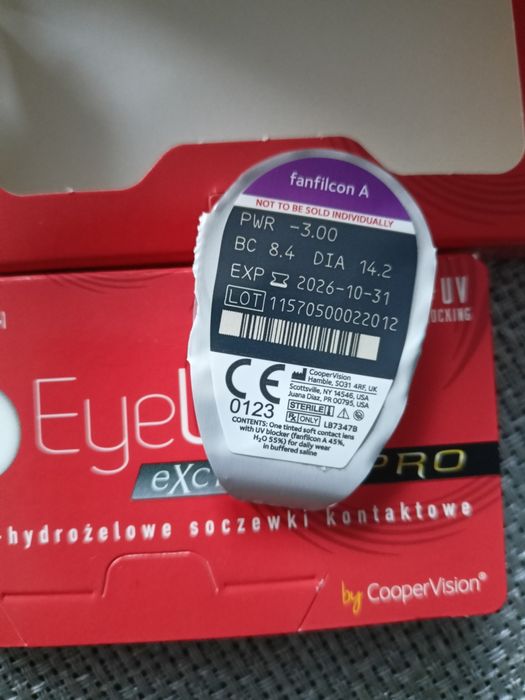 fanfilcon A
NOT TO BE SOLD INDIVIDUALLY
PWR -3.00
BC 8.4 DIA 14.2
EXP 2026-10-31
LOT 11570500022012
CE
0123
CooperVision
Hamble, SO31 4RF, UK
Scottsville, NY 14546, USA
Juana Diaz, PR 00795, USA
STERILE
Rx ONLY LB7347B
CONTENTS: One tinted soft contact lens
with UV blocker (fanfilcon A 45%,
H₂O 55%) for daily wear
in buffered saline
UV
Eye
PRO
hydrożelowe soczewki kontaktowe
by CooperVision®